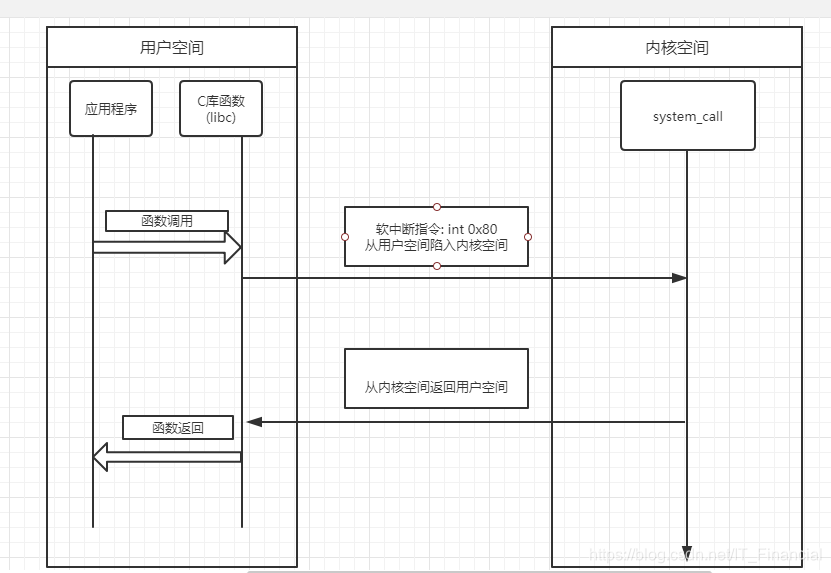 用户空间
内核空间
应用程序
C库函数
(libc)
system_call
函数调用
软中断指令: int 0x80
从用户空间陷入内核空间
从内核空间返回用户空间
函数返回
https://blog.csdn.net/IT_Financial